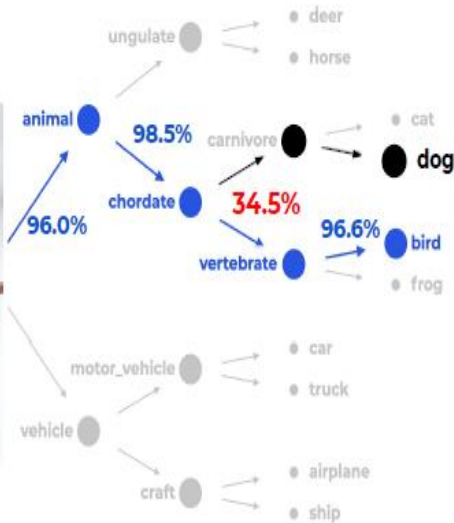 deer
ungulate
horse
animal
98.5%
cat
carnivore
dog
chordate
34.5%
96.0%
96.6%
bird
vertebrate
frog
car
motor_vehicle
truck
vehicle
airplane
craft
ship